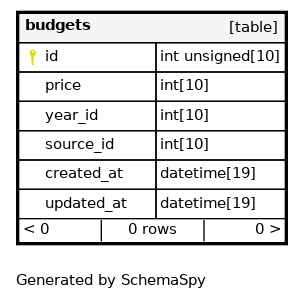 budgets [table]
id int unsigned[10]
price int[10]
year_id int[10]
source_id int[10]
created_at datetime[19]
updated_at datetime[19]
< 0 0 rows 0 >
Generated by SchemaSpy